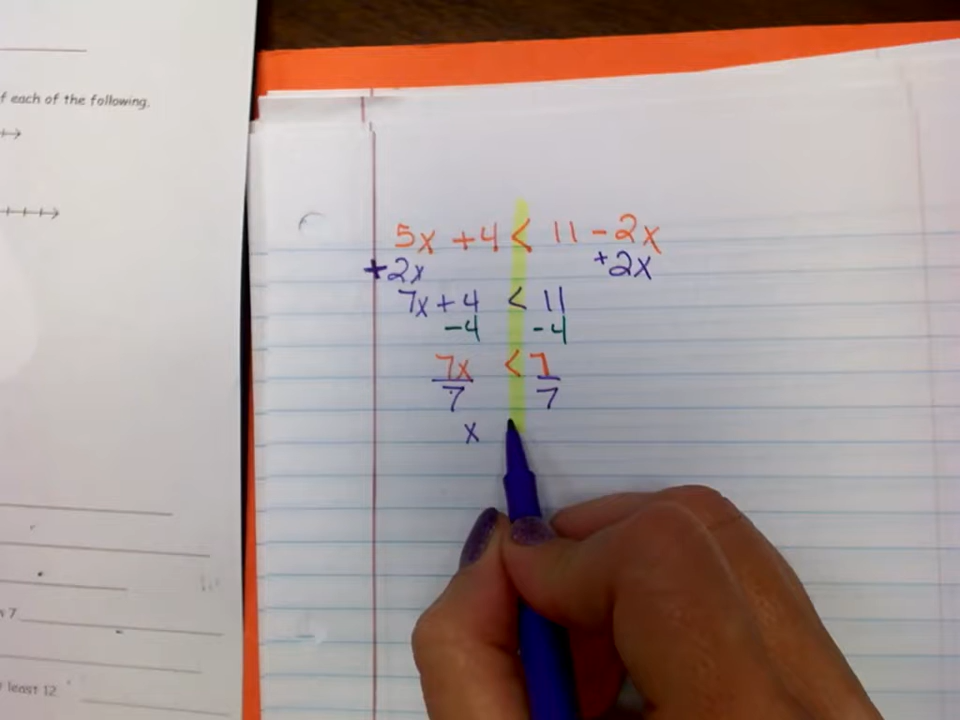 f each of the following.
5x + 4 < 11 - 2x
+2x +2x
7x + 4 < 11
-4 -4
7x < 7
7 7
x
7.
least 12.